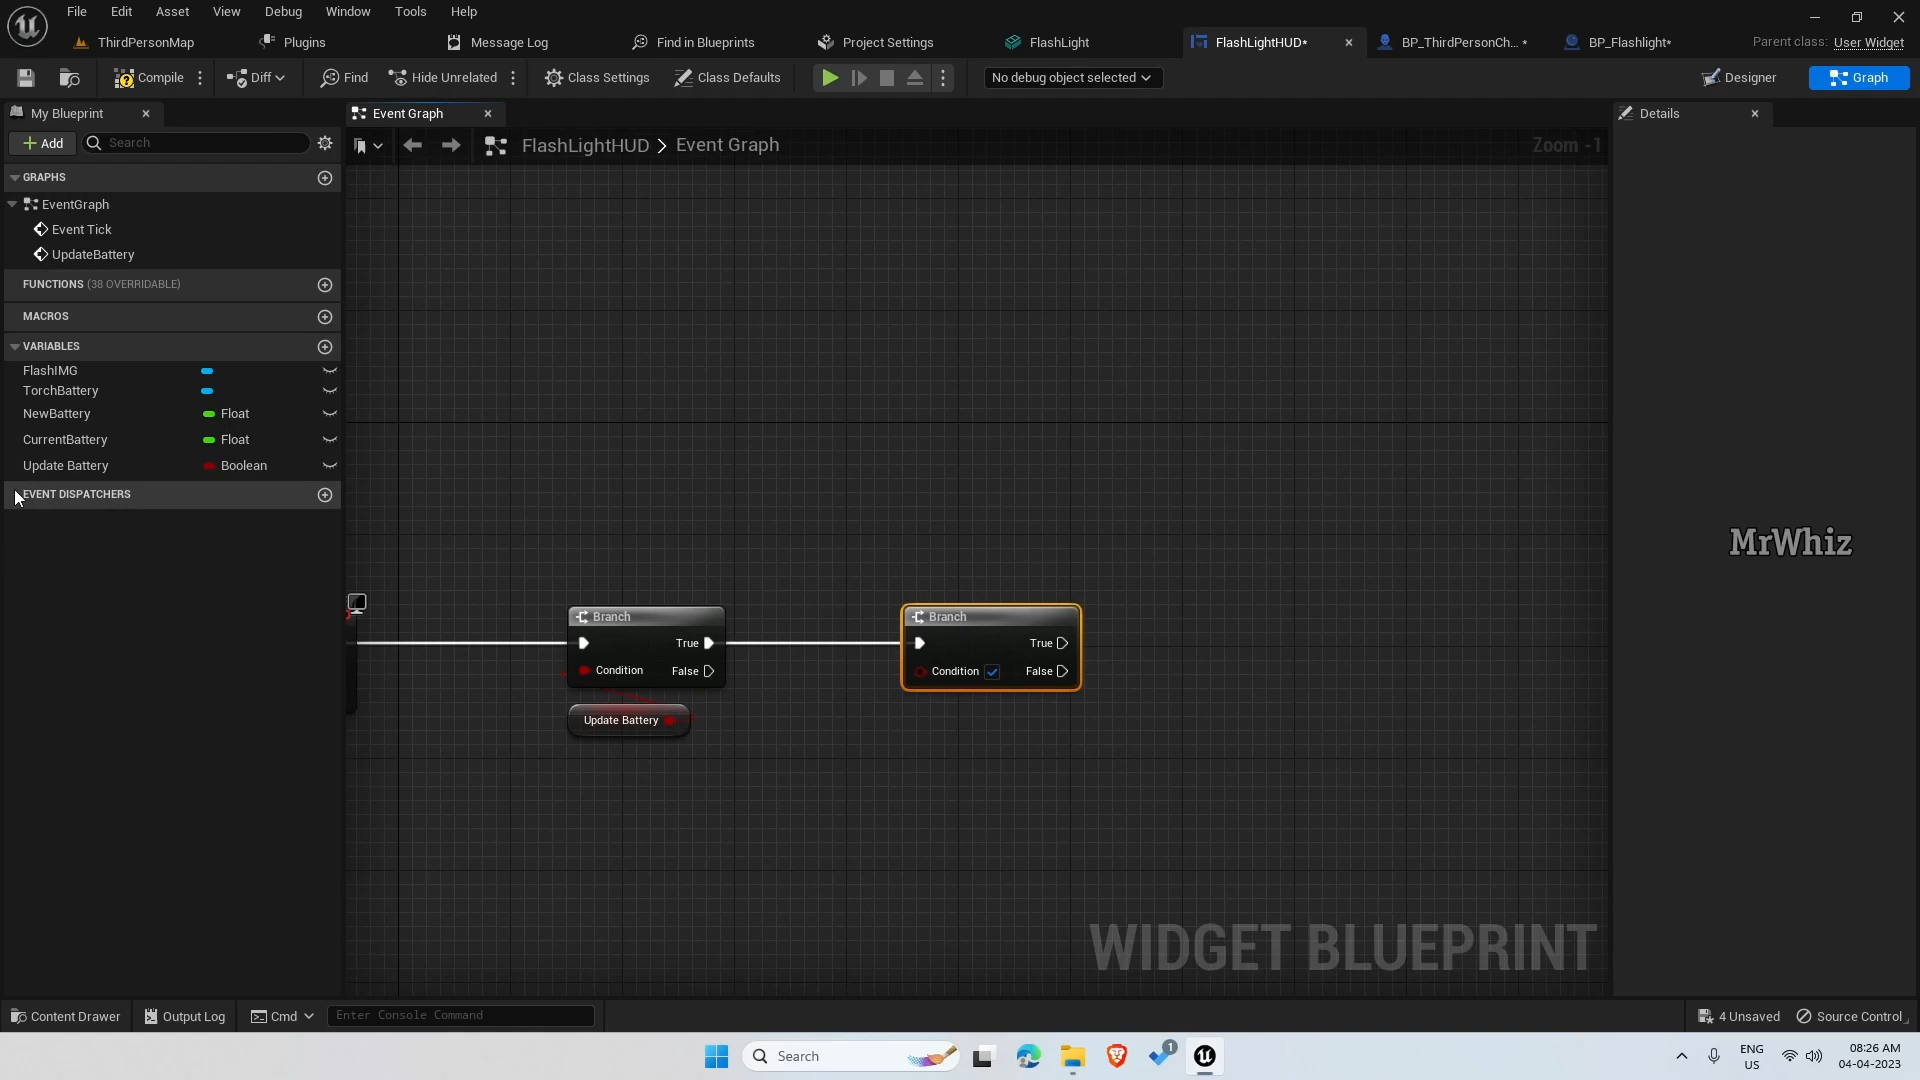 File Edit Asset View Debug Window Tools Help
ThirdPersonMap Plugins Message Log Find in Blueprints Project Settings FlashLight FlashLightHUD* BP_ThirdPersonCh... * BP_Flashlight* Parent class: User Widget
Compile Diff Find Hide Unrelated Class Settings Class Defaults No debug object selected Designer Graph
My Blueprint Event Graph Details
Add Search FlashLightHUD > Event Graph Zoom -1
GRAPHS
EventGraph
Event Tick
UpdateBattery
FUNCTIONS (38 OVERRIDABLE)
MACROS
VARIABLES
FlashIMG
TorchBattery
NewBattery Float
CurrentBattery Float
Update Battery Boolean
EVENT DISPATCHERS
MrWhiz
Branch Branch
True True
Condition False Condition False
Update Battery
WIDGET BLUEPRINT
Content Drawer Output Log Cmd Enter Console Command 4 Unsaved Source Control
Search 1 ENG US 08:26 AM
04-04-2023